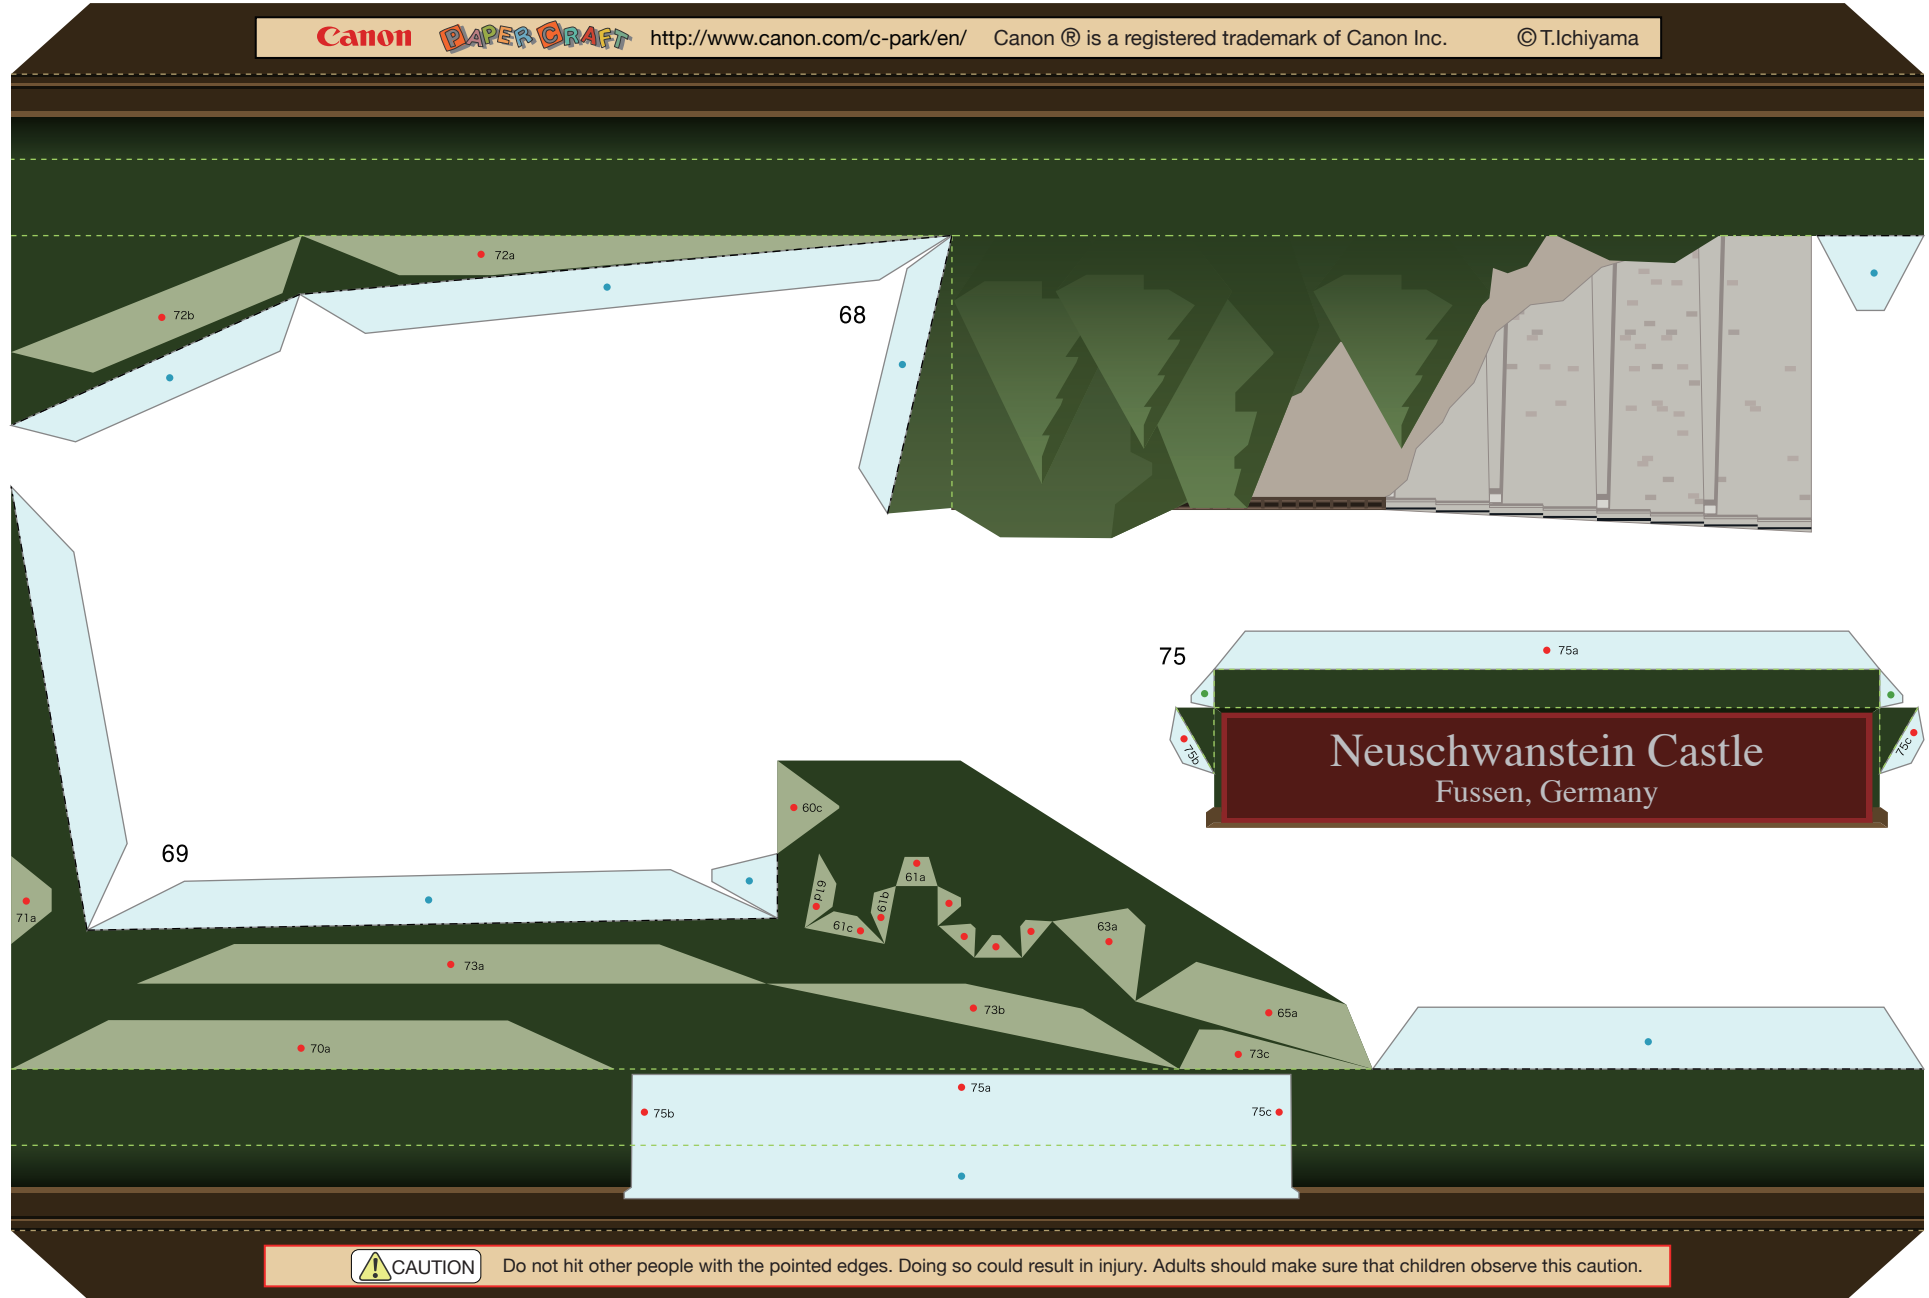 Canon PAPER CRAFT http://www.canon.com/c-park/en/ Canon ® is a registered trademark of Canon Inc. © T.Ichiyama
72a
72b
68
75
75a
75b
75c
Neuschwanstein Castle
Fussen, Germany
69
60c
61a
61b
61d
61c
71a
63a
73a
73b
65a
70a
73c
75a
75b
75c
CAUTION Do not hit other people with the pointed edges. Doing so could result in injury. Adults should make sure that children observe this caution.